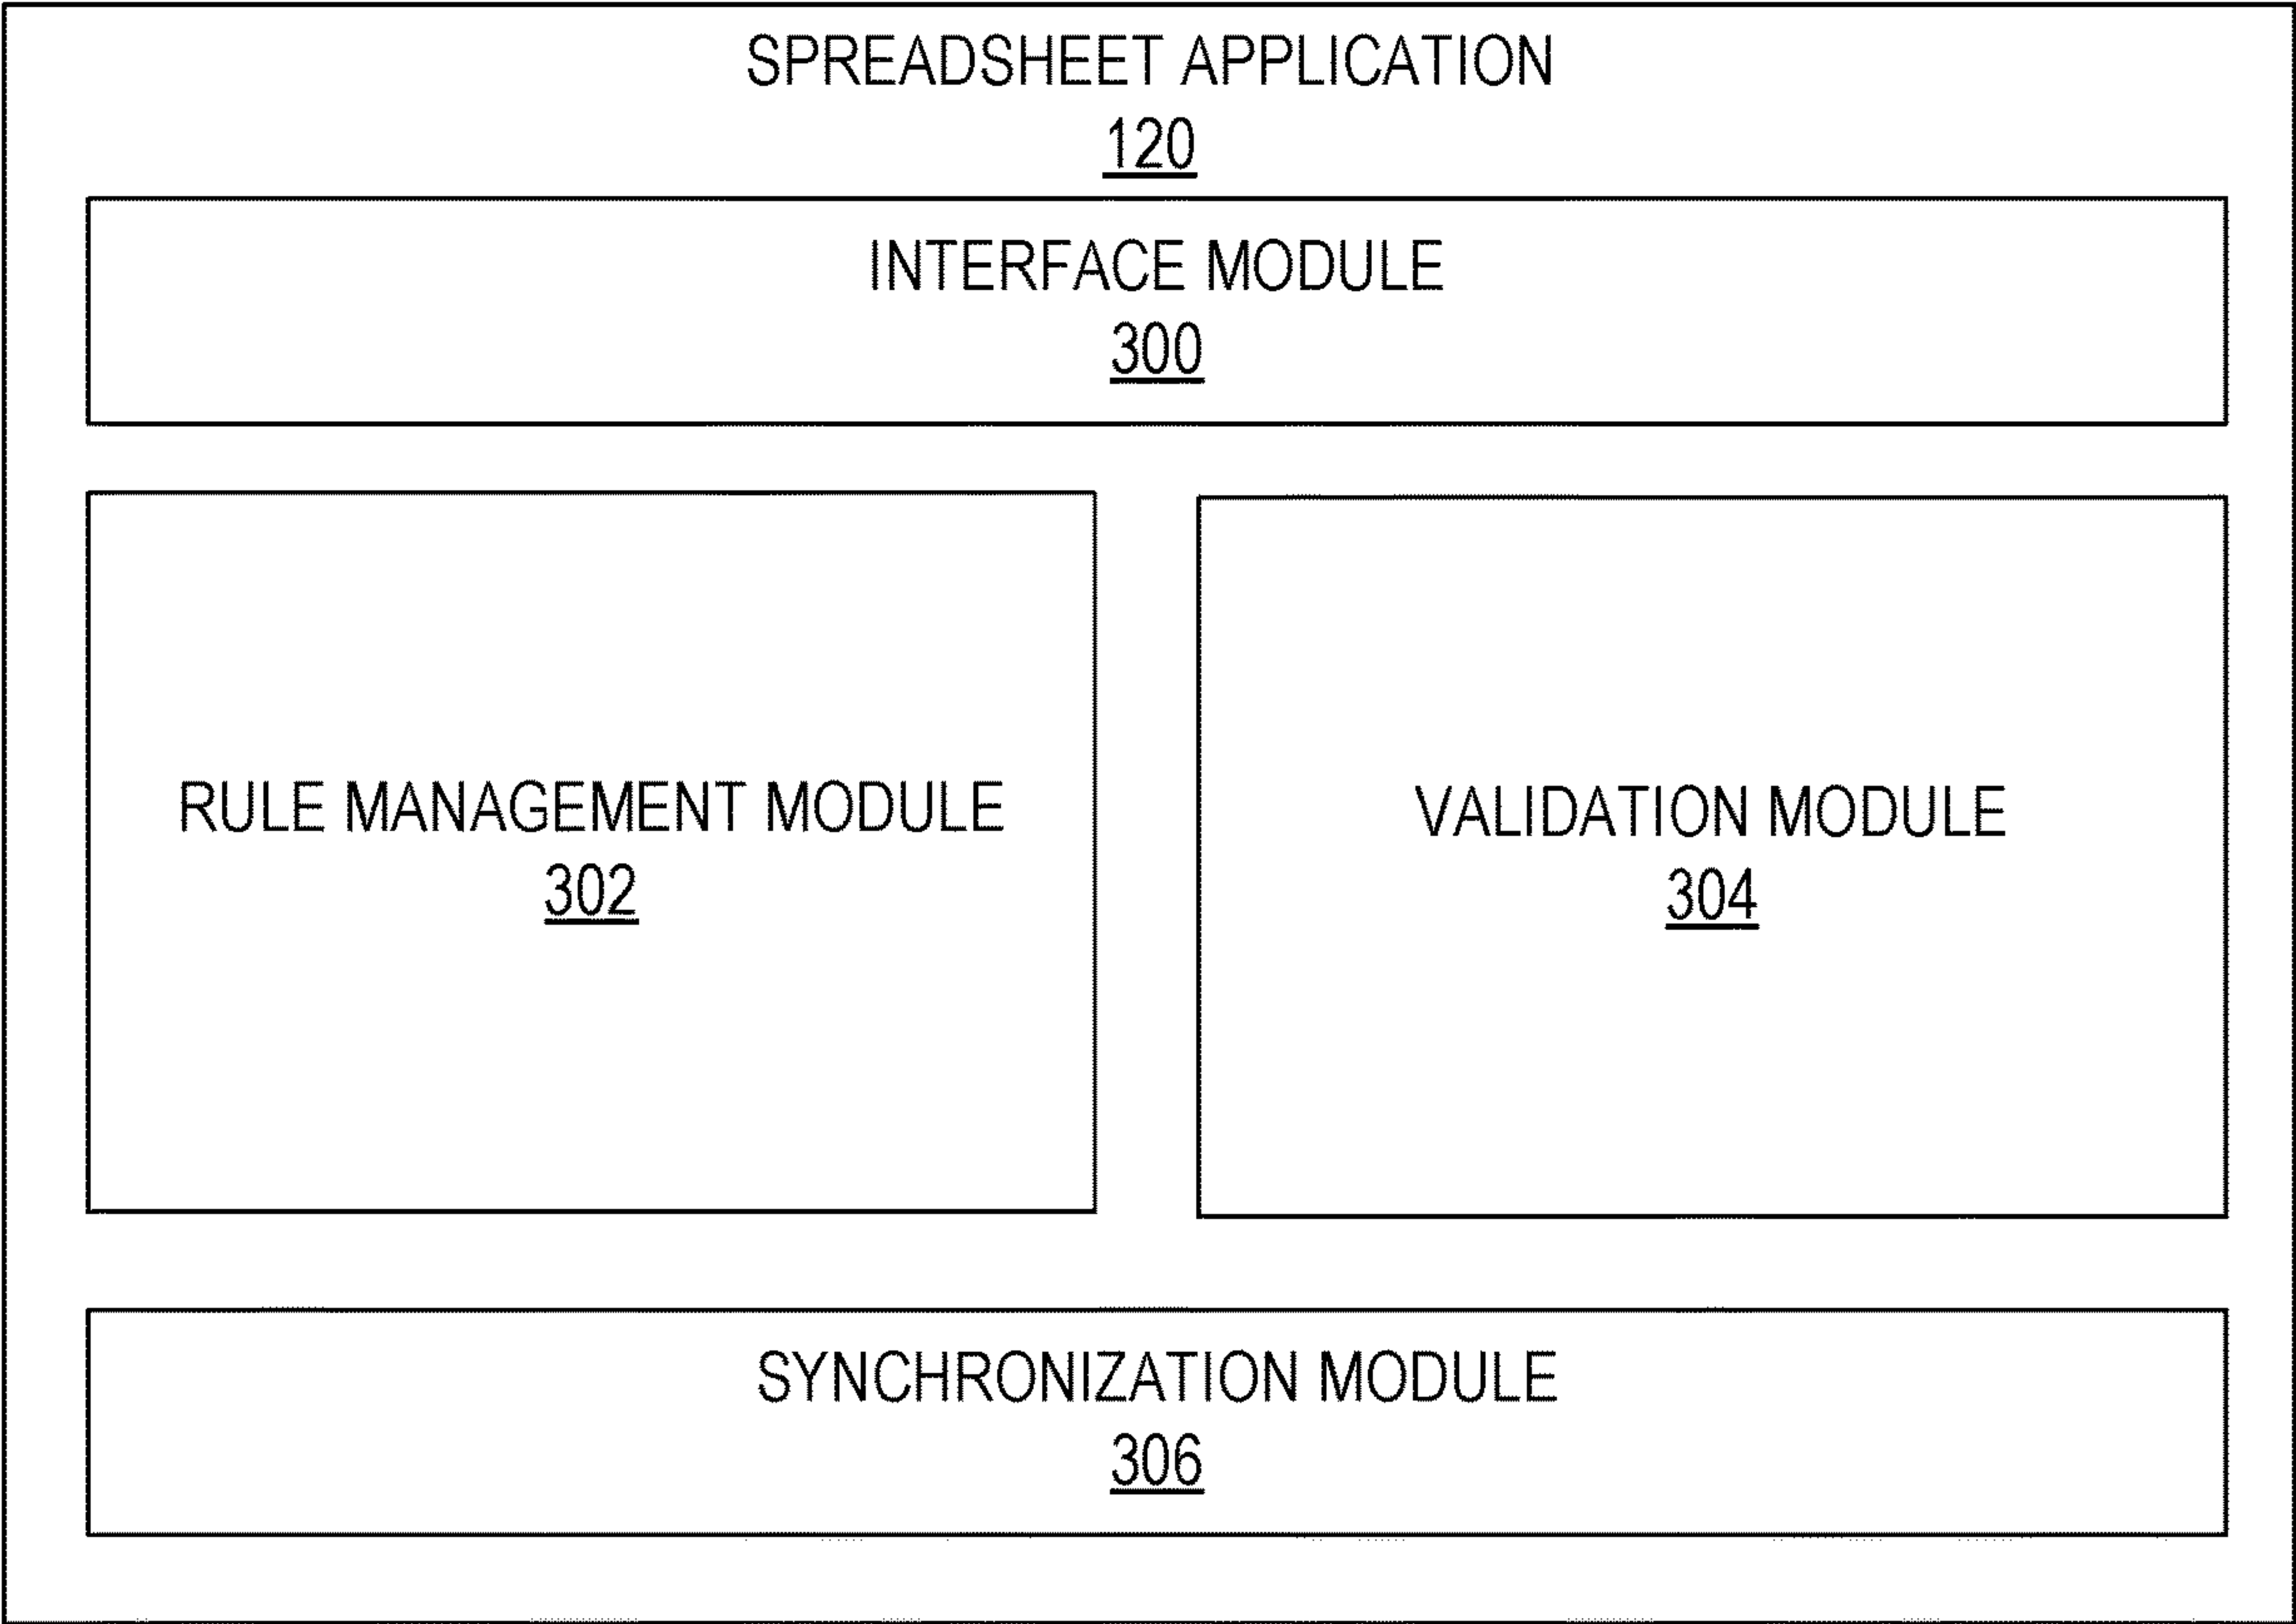 SPREADSHEET APPLICATION
120
INTERFACE MODULE
300
RULE MANAGEMENT MODULE
302
VALIDATION MODULE
304
SYNCHRONIZATION MODULE
306